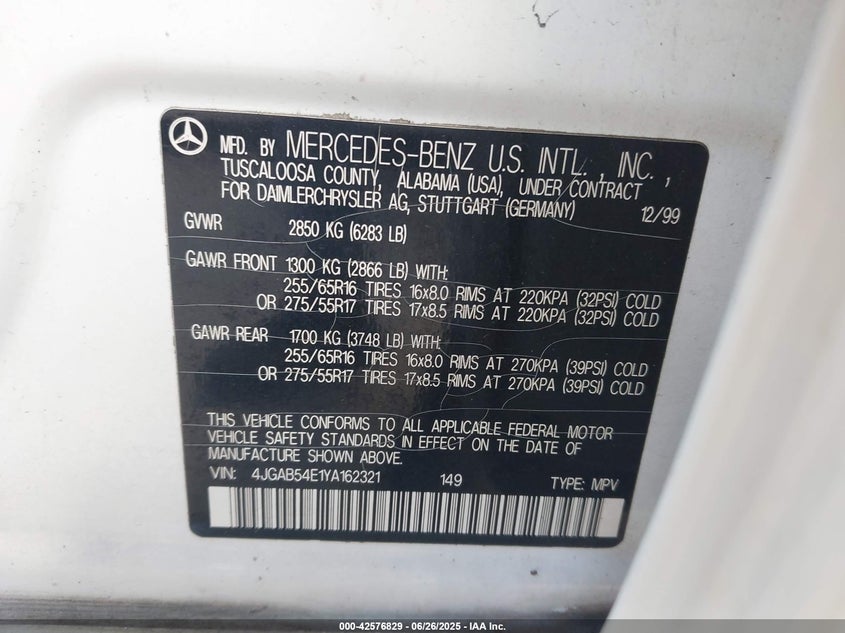 MFD. BY MERCEDES-BENZ U.S. INTL., INC.,
TUSCALOOSA COUNTY, ALABAMA (USA), UNDER CONTRACT
FOR DAIMLERCHRYSLER AG, STUTTGART (GERMANY) 12/99
GVWR 2850 KG (6283 LB)
GAWR FRONT 1300 KG (2866 LB) WITH:
255/65R16 TIRES 16x8.0 RIMS AT 220KPA (32PSI) COLD
OR 275/55R17 TIRES 17x8.5 RIMS AT 220KPA (32PSI) COLD
GAWR REAR 1700 KG (3748 LB) WITH:
255/65R16 TIRES 16x8.0 RIMS AT 270KPA (39PSI) COLD
OR 275/55R17 TIRES 17x8.5 RIMS AT 270KPA (39PSI) COLD
THIS VEHICLE CONFORMS TO ALL APPLICABLE FEDERAL MOTOR
VEHICLE SAFETY STANDARDS IN EFFECT ON THE DATE OF
MANUFACTURE SHOWN ABOVE.
VIN: 4JGAB54E1YA162321 149 TYPE: MPV
000-42576829 - 06/26/2025 - IAA Inc.